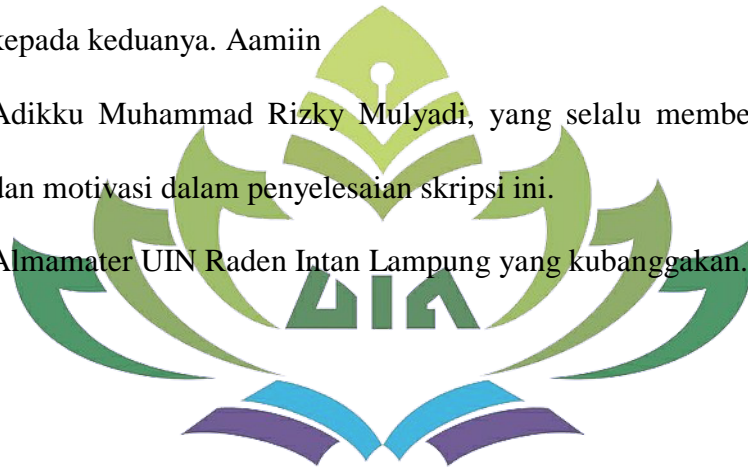 kepada keduanya. Aamiin
Adikku Muhammad Rizky Mulyadi, yang selalu membe
dan motivasi dalam penyelesaian skripsi ini.
Almamater UIN Raden Intan Lampung yang kubanggakan.
UIN